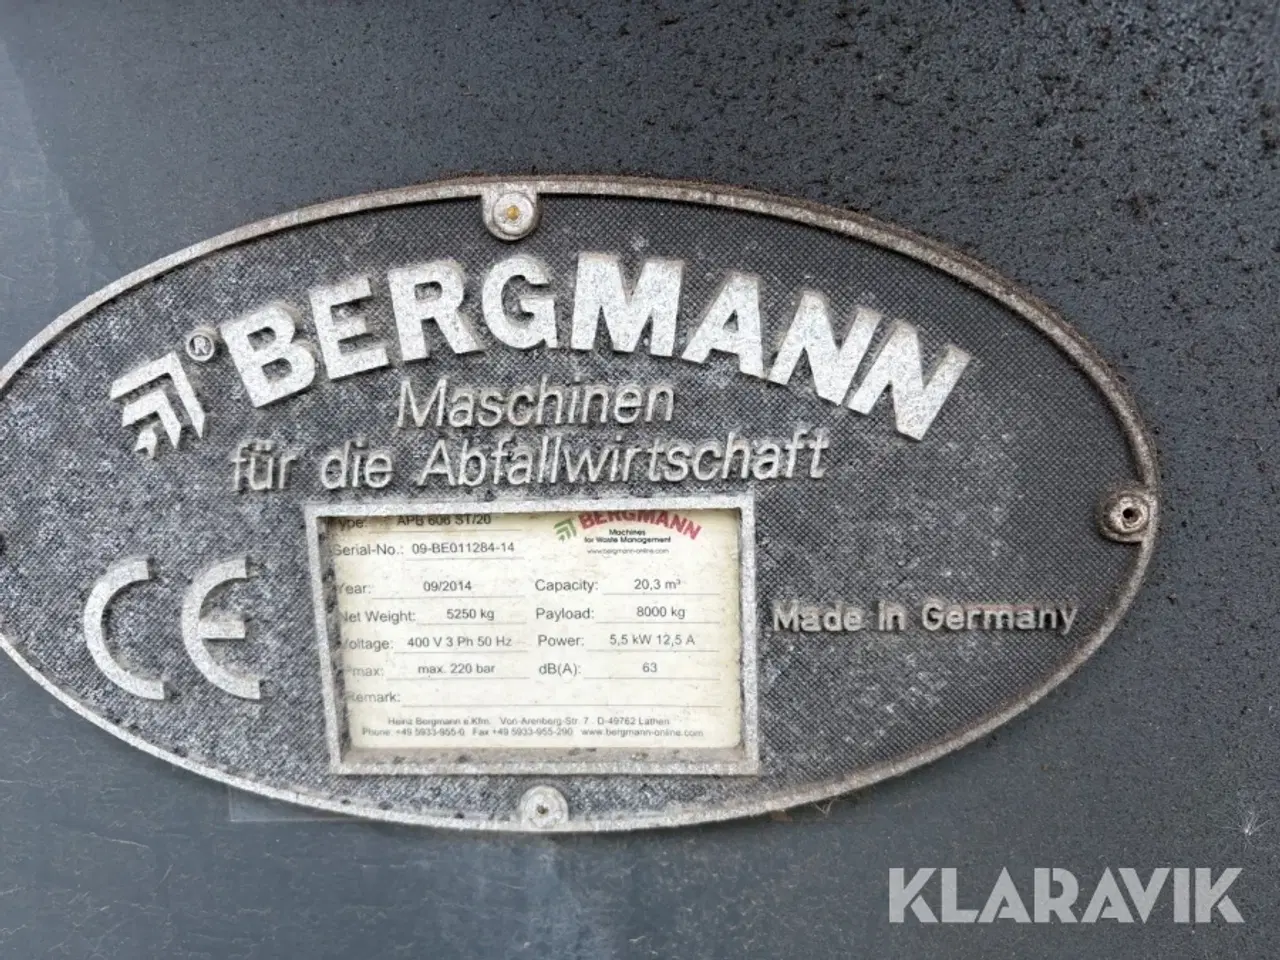 ® BERGMANN
Maschinen
für die Abfallwirtschaft
Type: APB 606 ST/20
BERGMANN
Machines
for Waste Management
www.bergmann-online.com
Serial-No.: 09-BE011284-14
Year: 09/2014 Capacity: 20,3 m³
Net Weight: 5250 kg Payload: 8000 kg
Voltage: 400 V 3 Ph 50 Hz Power: 5,5 kW 12,5 A
Pmax: max. 220 bar dB(A): 63
Remark:
Heinz Bergmann e.Kfm. Von-Arenberg-Str. 7 D-49762 Lathen
Phone +49 5933-955-0 Fax +49 5933-955-290 www.bergmann-online.com
CE
Made in Germany
KLARAVIK